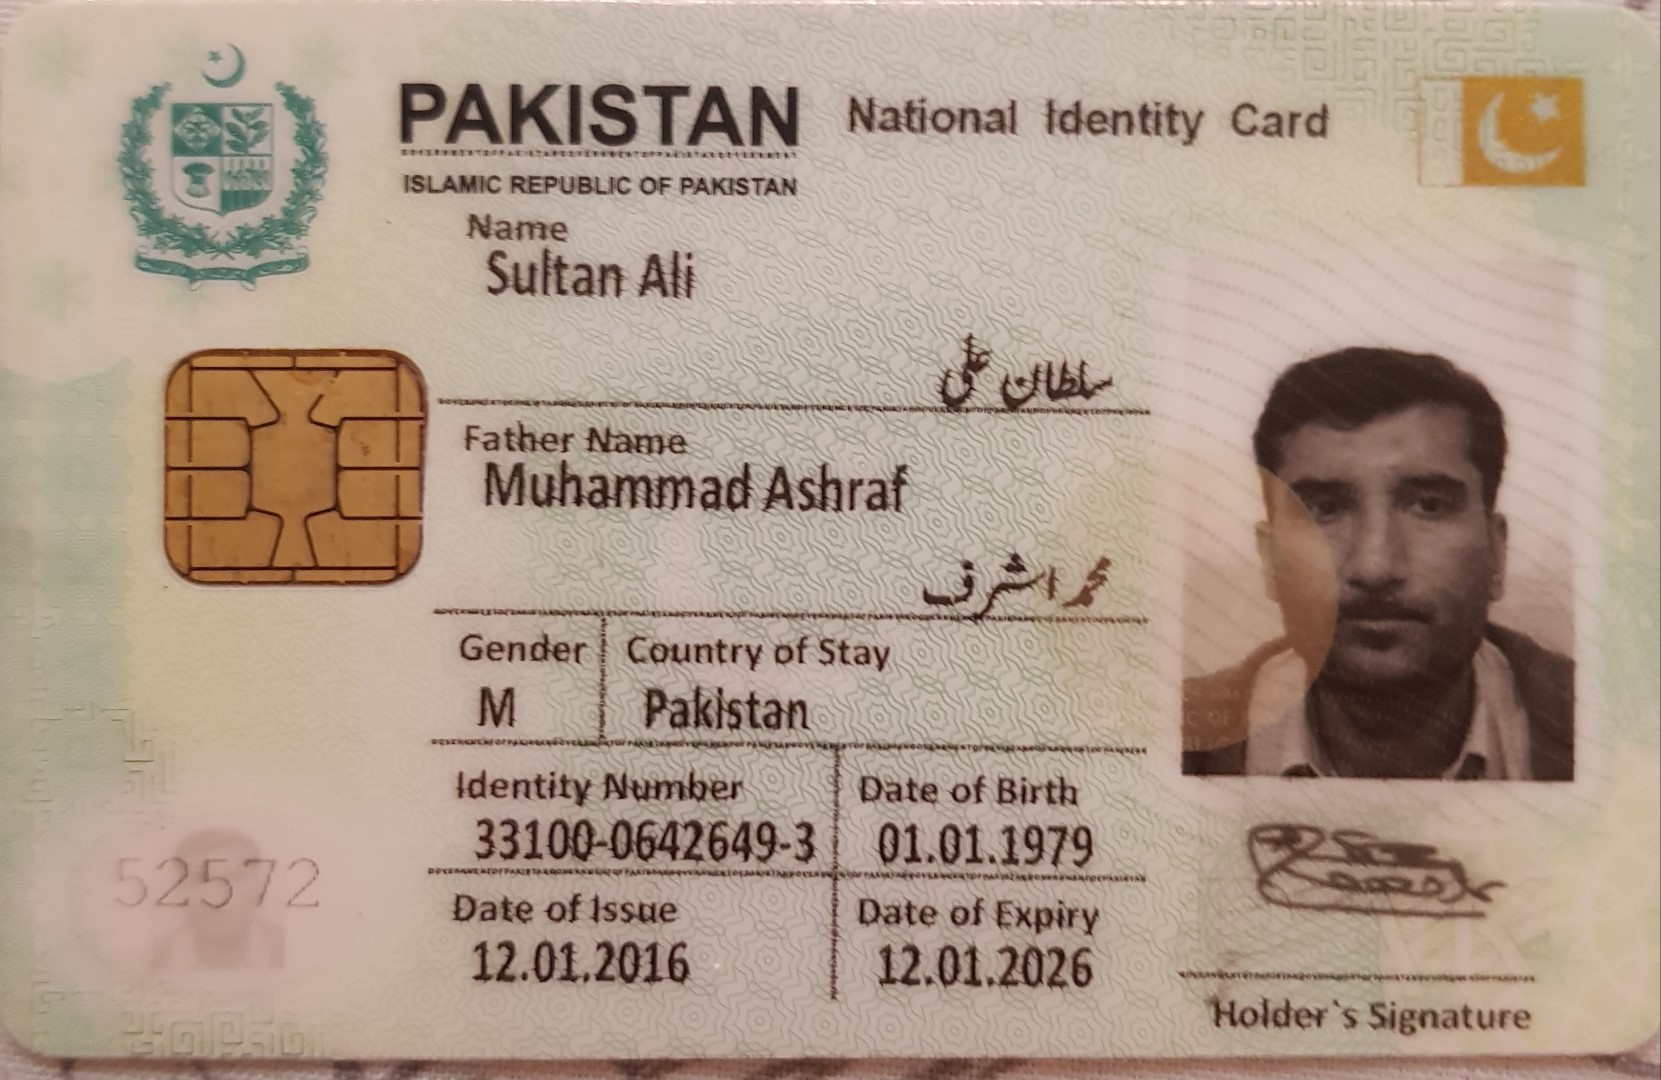 PAKISTAN National Identity Card
ISLAMIC REPUBLIC OF PAKISTAN
Name
Sultan Ali
سلطان علی
Father Name
Muhammad Ashraf
محمد اشرف
Gender Country of Stay
M Pakistan
Identity Number Date of Birth
33100-0642649-3 01.01.1979
52572
Date of Issue Date of Expiry
12.01.2016 12.01.2026
Holder`s Signature